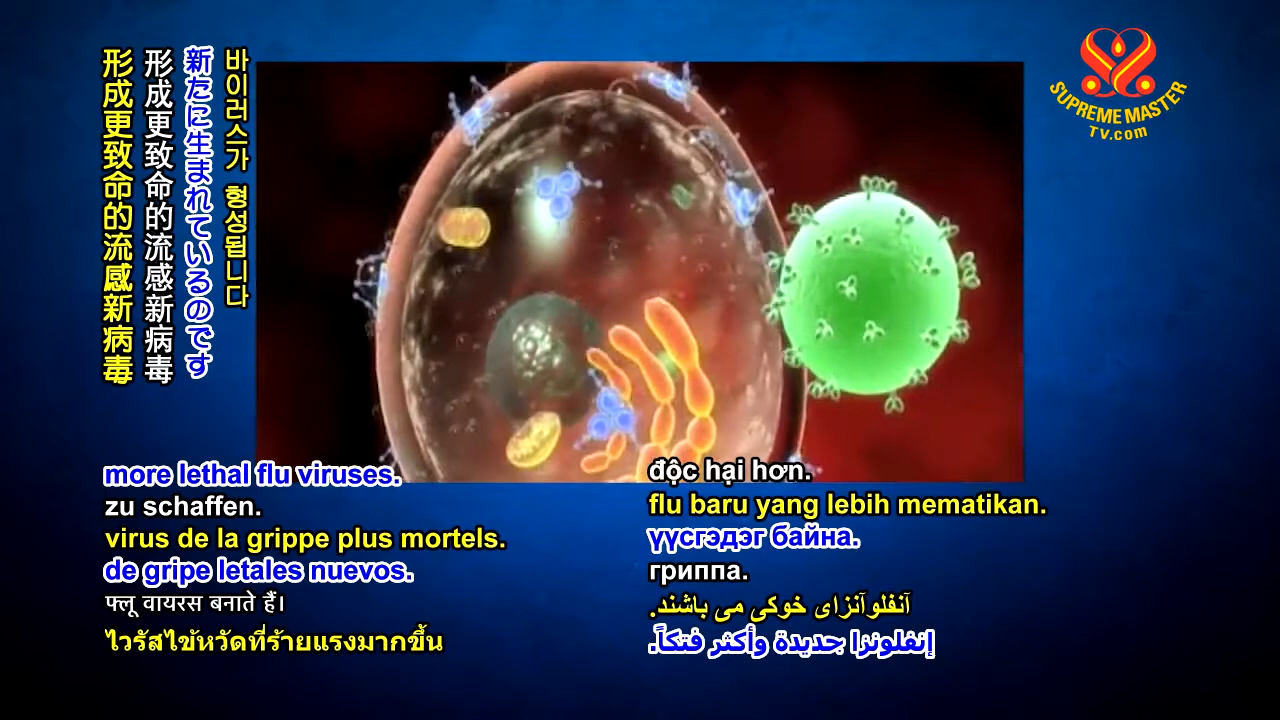 SUPREME MASTER
TV.com
바이러스가 형성됩니다
新たに生まれているのです
形成更致命的流感新病毒
形成更致命的流感新病毒
more lethal flu viruses.
zu schaffen.
virus de la grippe plus mortels.
de gripe letales nuevos.
फ्लू वायरस बनाते हैं।
ไวรัสไข้หวัดที่ร้ายแรงมากขึ้น
độc hại hơn.
flu baru yang lebih mematikan.
үүсгэдэг байна.
гриппа.
آنفلوآنزای خوکی می باشند.
إنفلونزا جديدة وأكثر فتكاً.